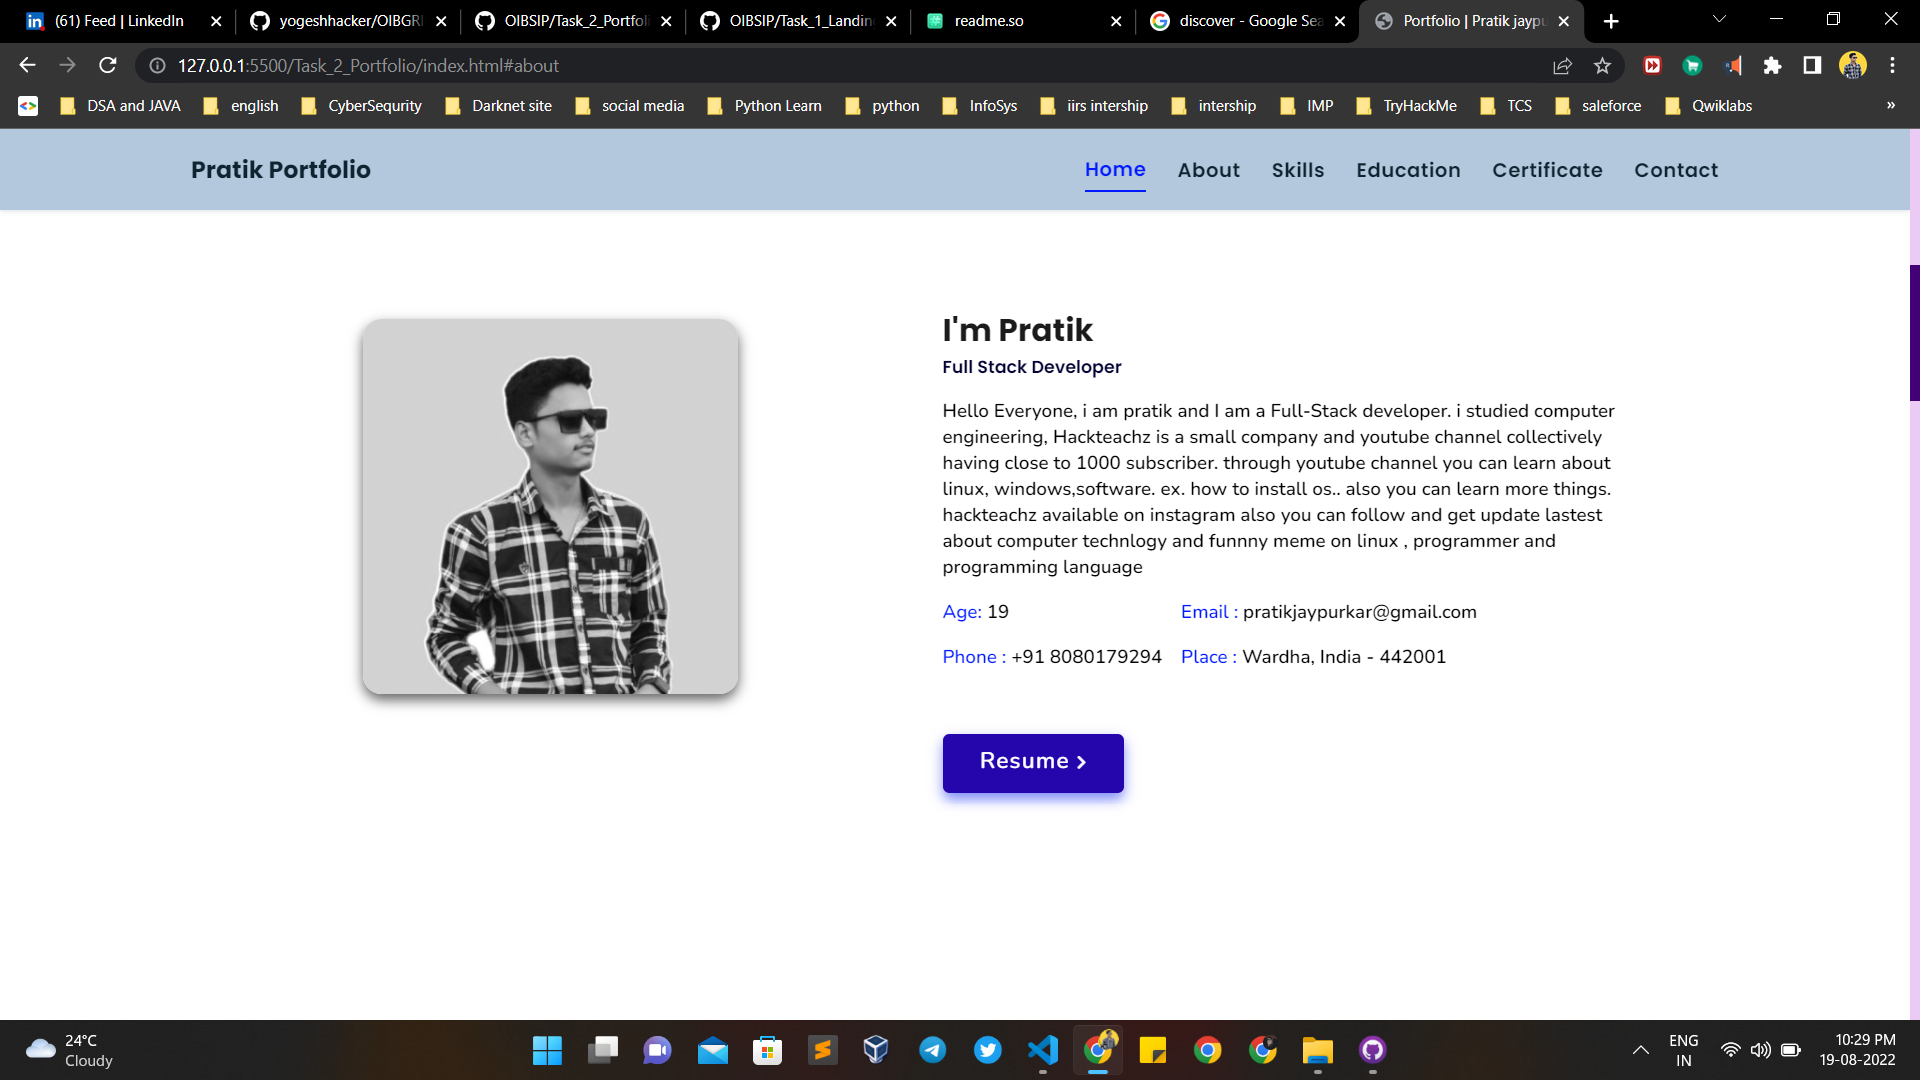 (61) Feed | LinkedIn
yogeshhacker/OIBGRI
OIBSIP/Task_2_Portfoli
OIBSIP/Task_1_Landin
readme.so
discover - Google Sea
Portfolio | Pratik jaypu
127.0.0.1:5500/Task_2_Portfolio/index.html#about
DSA and JAVA
english
CyberSequrity
Darknet site
social media
Python Learn
python
InfoSys
iirs intership
intership
IMP
TryHackMe
TCS
saleforce
Qwiklabs
»
Pratik Portfolio
Home
About
Skills
Education
Certificate
Contact
I'm Pratik
Full Stack Developer
Hello Everyone, i am pratik and I am a Full-Stack developer. i studied computer
engineering, Hackteachz is a small company and youtube channel collectively
having close to 1000 subscriber. through youtube channel you can learn about
linux, windows,software. ex. how to install os.. also you can learn more things.
hackteachz available on instagram also you can follow and get update lastest
about computer technlogy and funnny meme on linux , programmer and
programming language
Age: 19
Email : pratikjaypurkar@gmail.com
Phone : +91 8080179294
Place : Wardha, India - 442001
Resume
24°C
Cloudy
ENG
IN
10:29 PM
19-08-2022